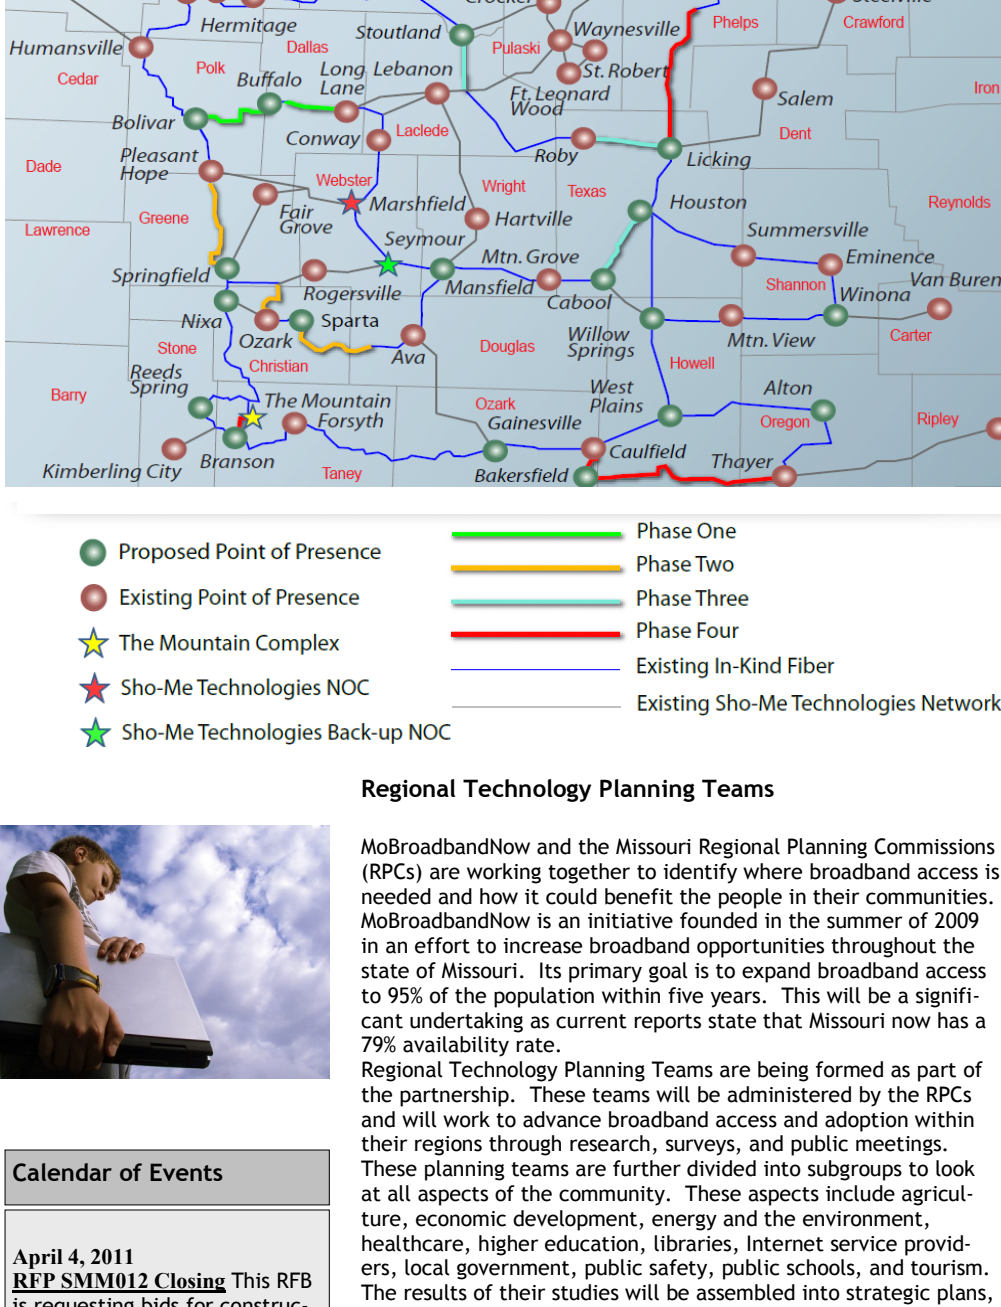 Crocker
Steelville
Hermitage
Stoutland
Waynesville
Phelps
Crawford
Humansville
Dallas
Pulaski
Cedar
Polk
Buffalo
Long
Lane
Lebanon
St. Robert
Ft. Leonard
Wood
Salem
Iron
Bolivar
Conway
Laclede
Roby
Licking
Dent
Pleasant
Hope
Dade
Webster
Wright
Texas
Marshfield
Houston
Reynolds
Greene
Fair
Grove
Hartville
Lawrence
Seymour
Summersville
Mtn. Grove
Eminence
Springfield
Rogersville
Mansfield
Cabool
Shannon
Van Buren
Winona
Nixa
Ozark
Sparta
Willow
Springs
Mtn. View
Carter
Stone
Ava
Douglas
Howell
Christian
Reeds
Spring
Barry
The Mountain
Ozark
West
Plains
Alton
Forsyth
Gainesville
Oregon
Ripley
Kimberling City
Branson
Taney
Caulfield
Bakersfield
Thayer
Proposed Point of Presence
Existing Point of Presence
The Mountain Complex
Sho-Me Technologies NOC
Sho-Me Technologies Back-up NOC
Phase One
Phase Two
Phase Three
Phase Four
Existing In-Kind Fiber
Existing Sho-Me Technologies Network
Regional Technology Planning Teams
MoBroadbandNow and the Missouri Regional Planning Commissions
(RPCs) are working together to identify where broadband access is
needed and how it could benefit the people in their communities.
MoBroadbandNow is an initiative founded in the summer of 2009
in an effort to increase broadband opportunities throughout the
state of Missouri.  Its primary goal is to expand broadband access
to 95% of the population within five years.  This will be a signifi-
cant undertaking as current reports state that Missouri now has a
79% availability rate.
Regional Technology Planning Teams are being formed as part of
the partnership.  These teams will be administered by the RPCs
and will work to advance broadband access and adoption within
their regions through research, surveys, and public meetings.
These planning teams are further divided into subgroups to look
at all aspects of the community.  These aspects include agricul-
ture, economic development, energy and the environment,
healthcare, higher education, libraries, Internet service provid-
ers, local government, public safety, public schools, and tourism.
The results of their studies will be assembled into strategic plans,
Calendar of Events
April 4, 2011
RFP SMM012 Closing This RFB
is requesting bids for construc-